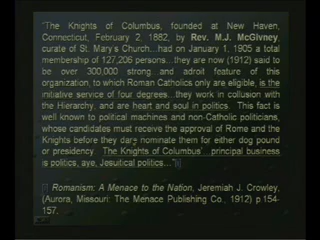 "The Knights of Columbus, founded at New Haven,
Connecticut, February 2, 1882, by Rev. M.J. McGivney,
curate of St. Mary's Church...had on January 1, 1905 a total
membership of 127,206 persons...they are now (1912) said to
be over 300,000 strong and adroit feature of this
organization, to which Roman Catholics only are eligible, is the
initiative service of four degrees...they work in collusion with
the Hierarchy, and are heart and soul in politics. This fact is
well known to political machines and non-Catholic politicians,
whose candidates must receive the approval of Rome and the
Knights before they dare nominate them for either dog pound
or presidency. The Knights of Columbus'...principal business
is politics, aye, Jesuitical politics..."[i]
[i] Romanism: A Menace to the Nation, Jeremiah J. Crowley,
(Aurora, Missouri: The Menace Publishing Co., 1912) p.154-
157.